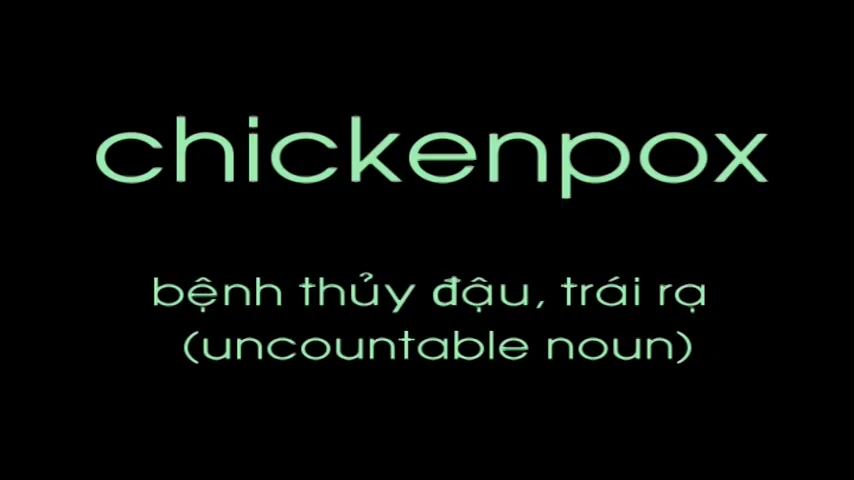 chickenpox
bệnh thủy đậu, trái rạ
(uncountable noun)